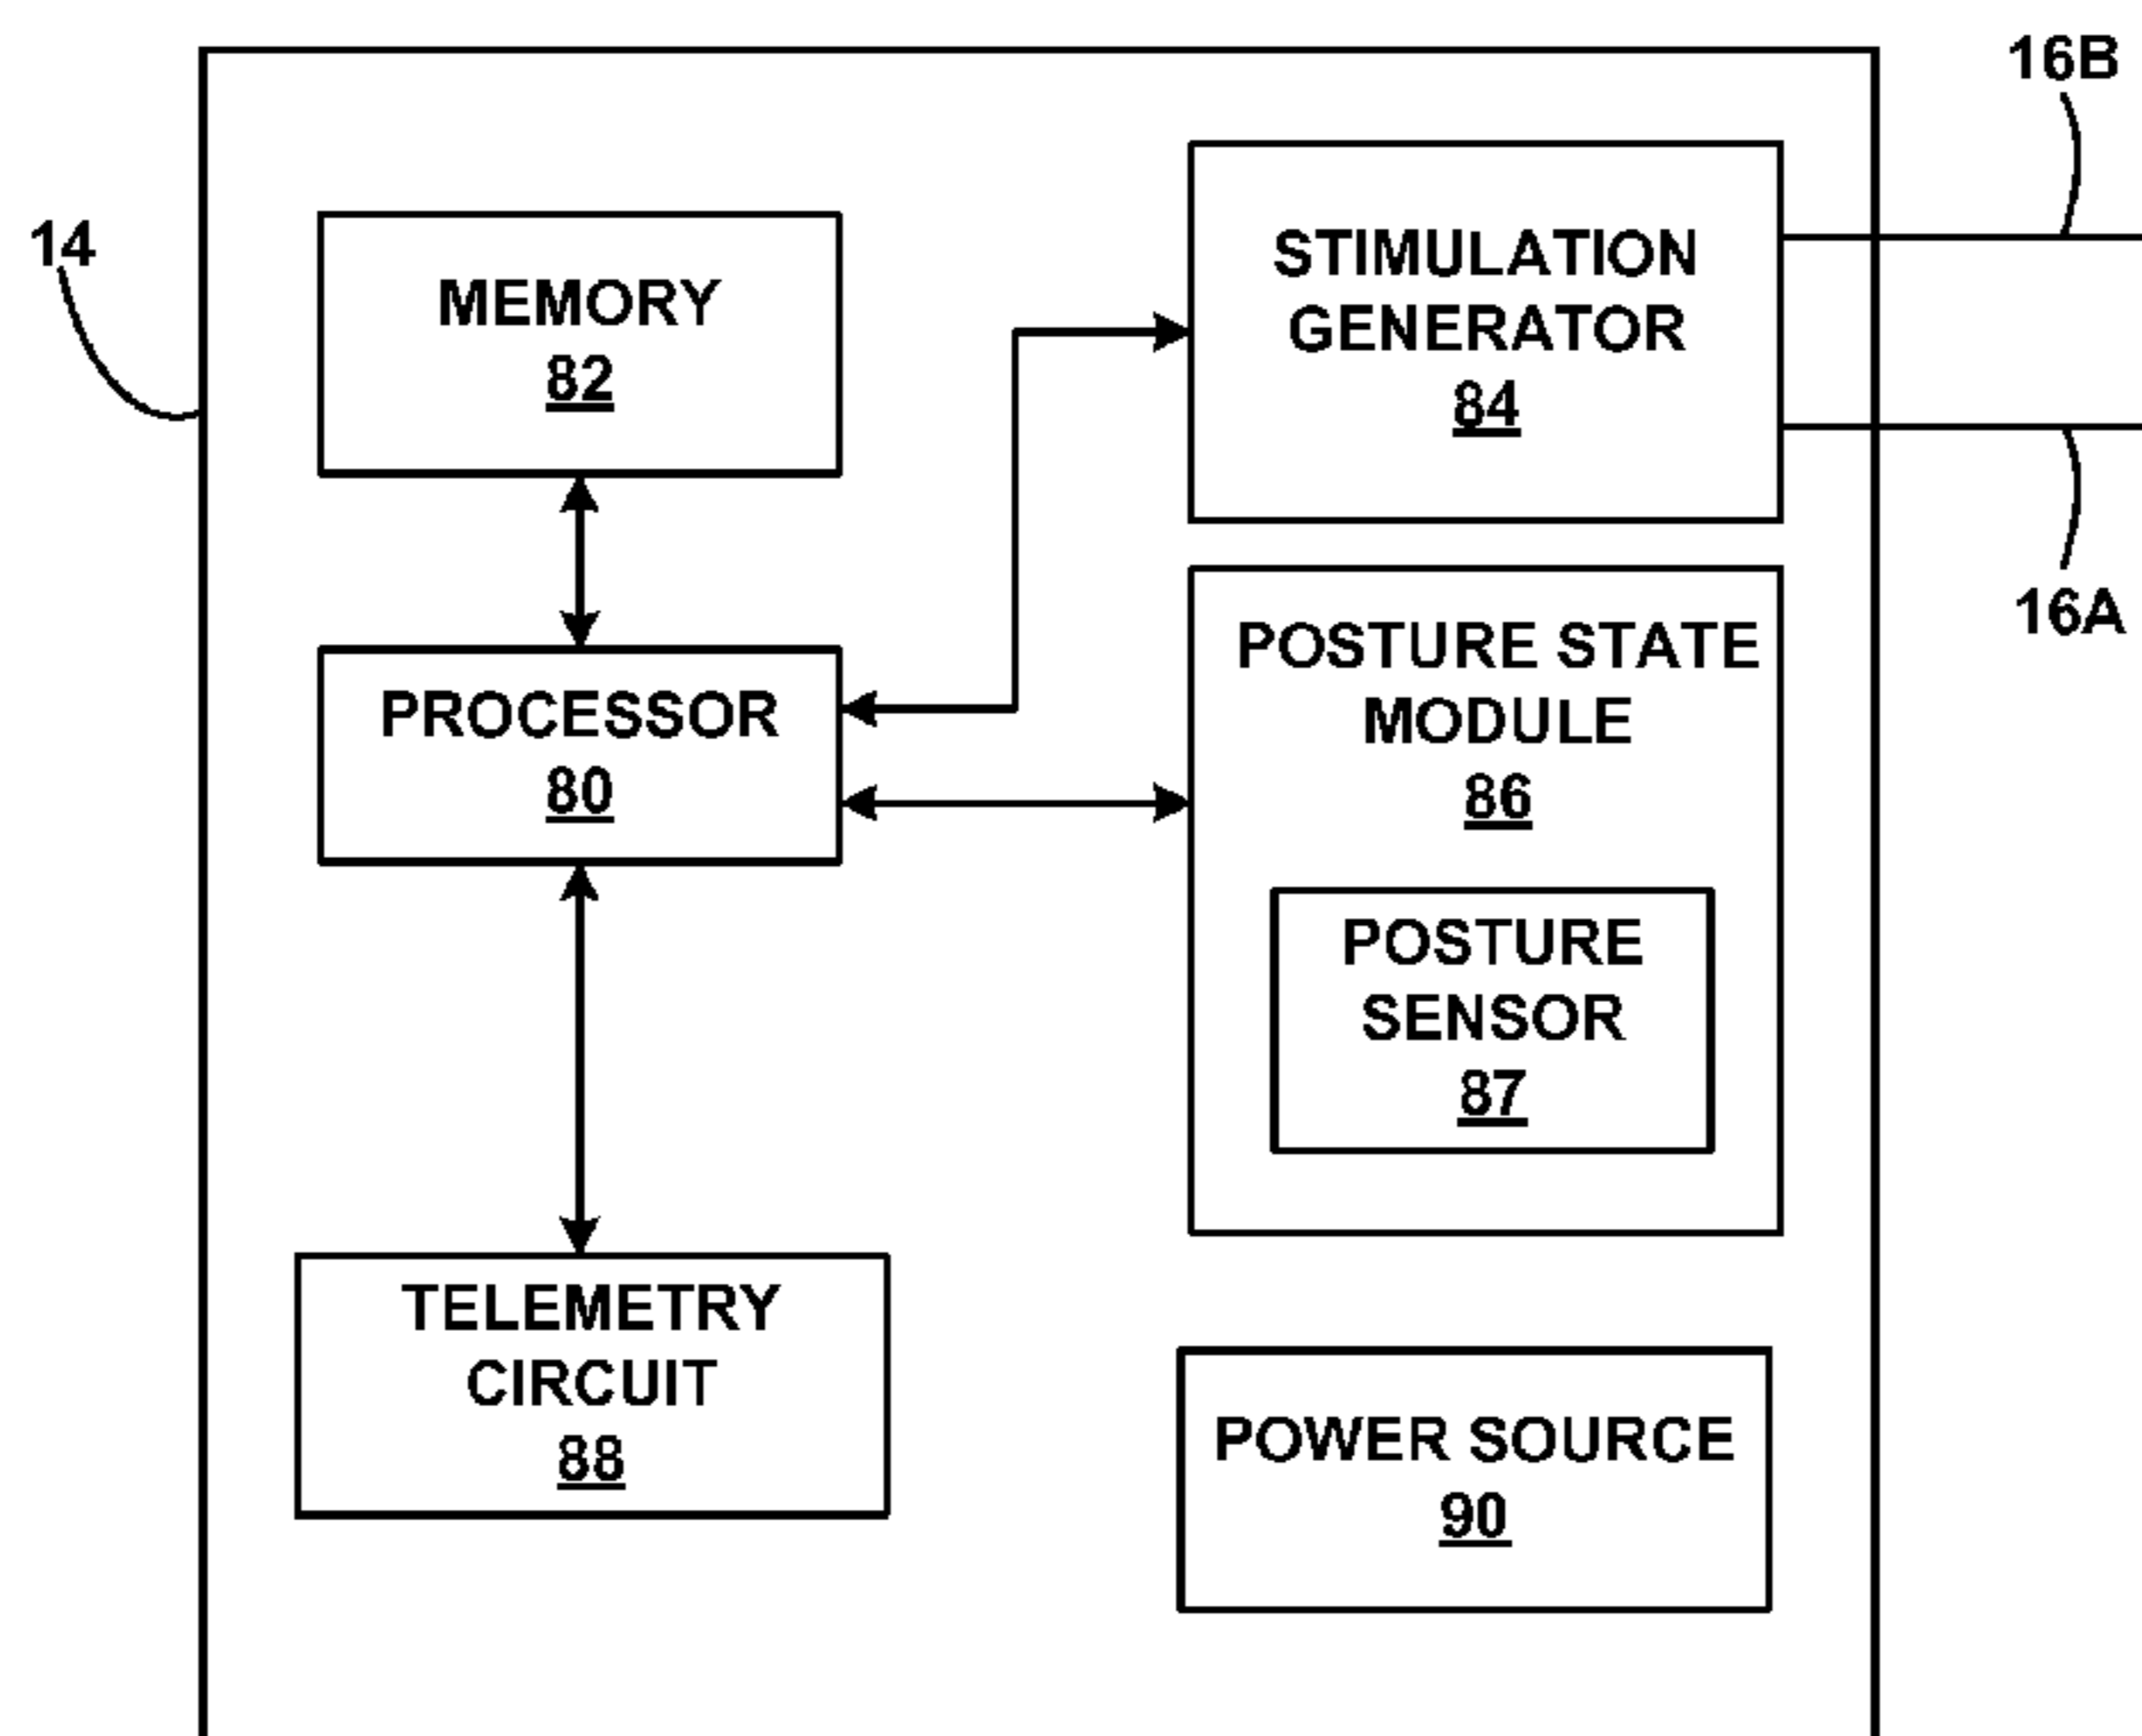 16B
14
MEMORY
82
STIMULATION
GENERATOR
84
16A
PROCESSOR
80
POSTURE STATE
MODULE
86
POSTURE
SENSOR
87
TELEMETRY
CIRCUIT
88
POWER SOURCE
90